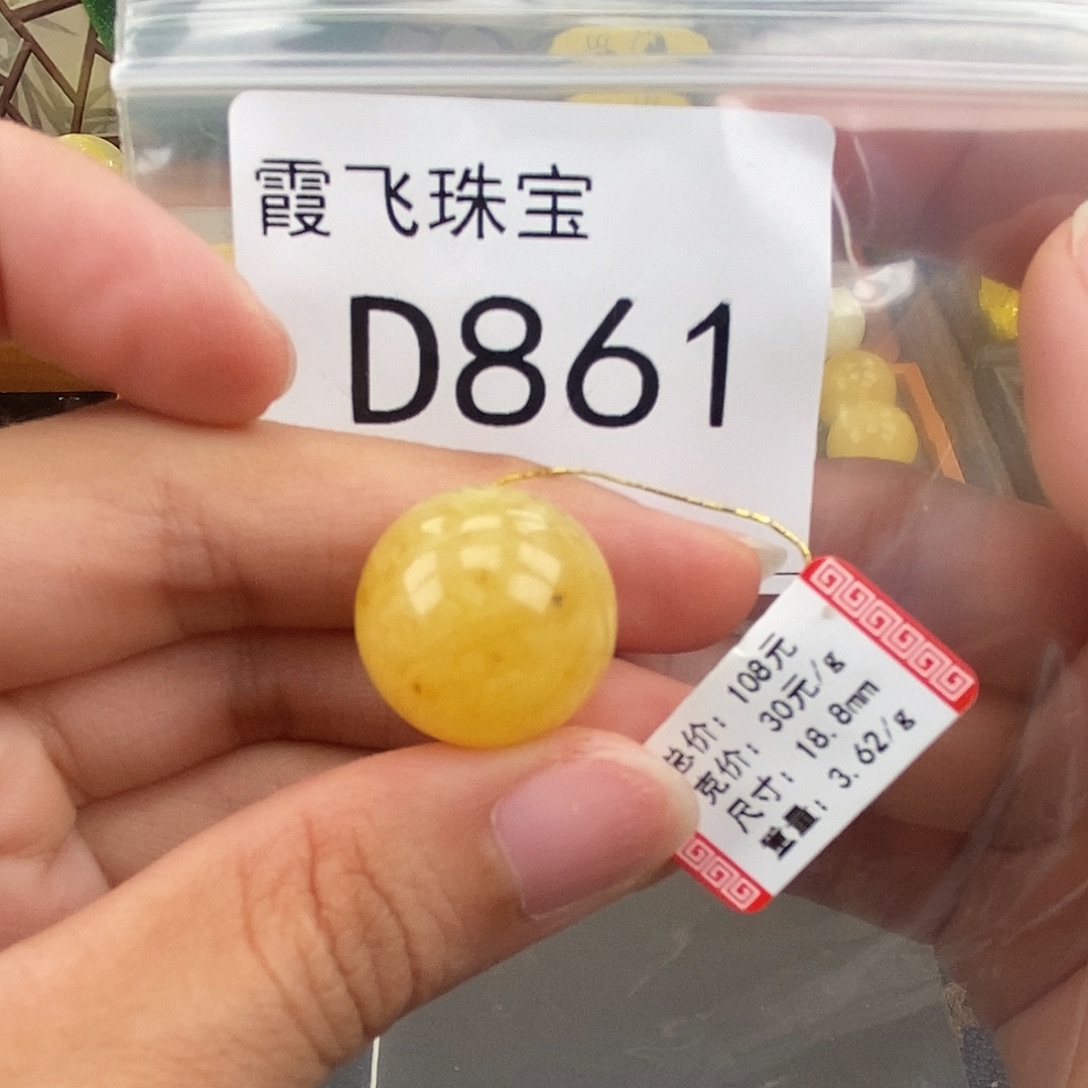 霞飞珠宝
D861
总价：108元
克价：30元/g
尺寸：18.8mm
重量：3.62/g